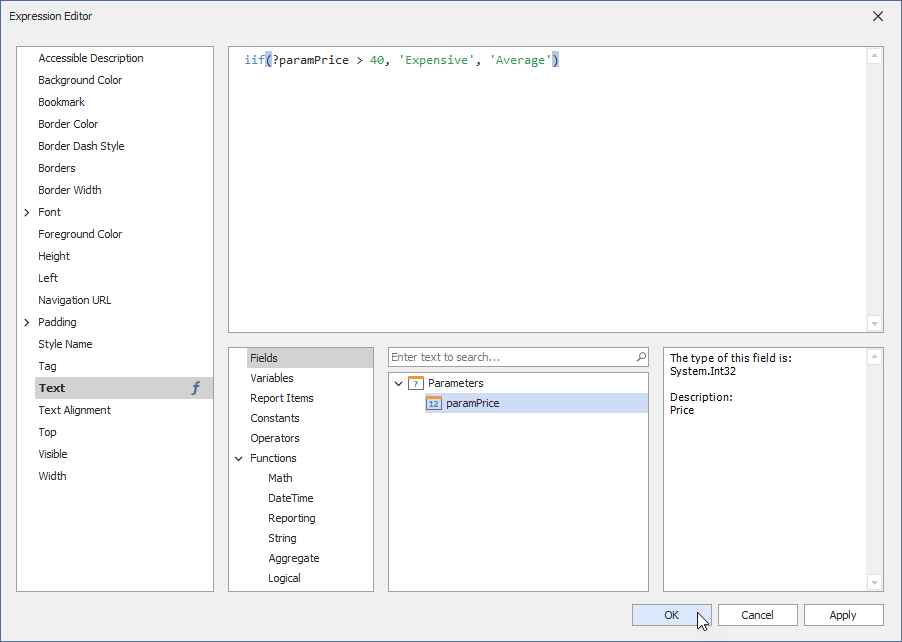 Expression Editor
Accessible Description
Background Color
Bookmark
Border Color
Border Dash Style
Borders
Border Width
Font
Foreground Color
Height
Left
Navigation URL
Padding
Style Name
Tag
Text f
Text Alignment
Top
Visible
Width
iif(?paramPrice > 40, 'Expensive', 'Average')
Fields
Variables
Report Items
Constants
Operators
Functions
Math
DateTime
Reporting
String
Aggregate
Logical
Enter text to search...
? Parameters
12 paramPrice
The type of this field is:
System.Int32
Description:
Price
OK
Cancel
Apply